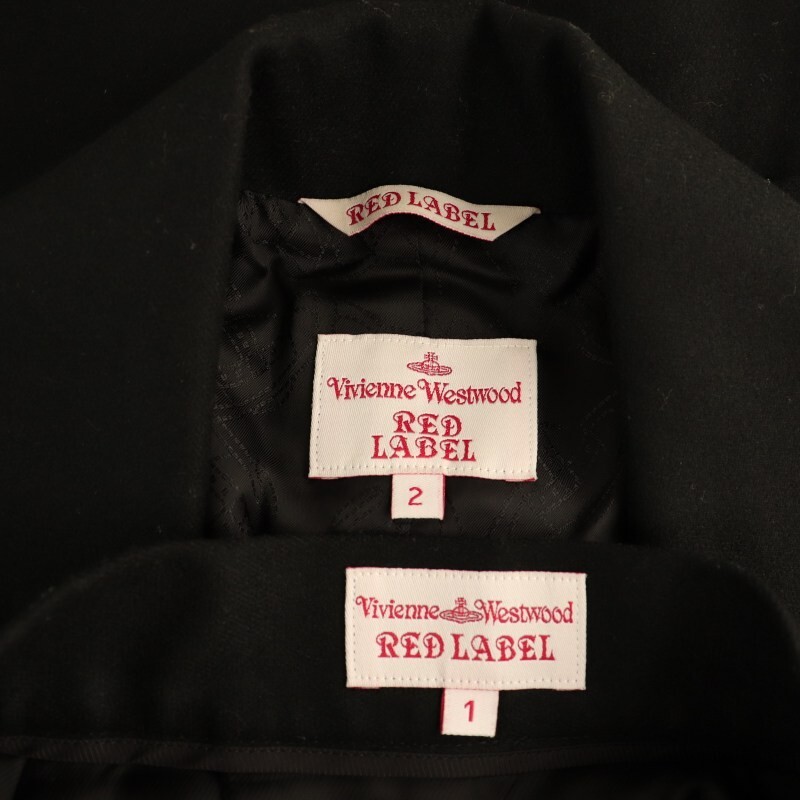 RED LABEL
Vivienne Westwood
RED
LABEL
2
Vivienne Westwood
RED LABEL
1